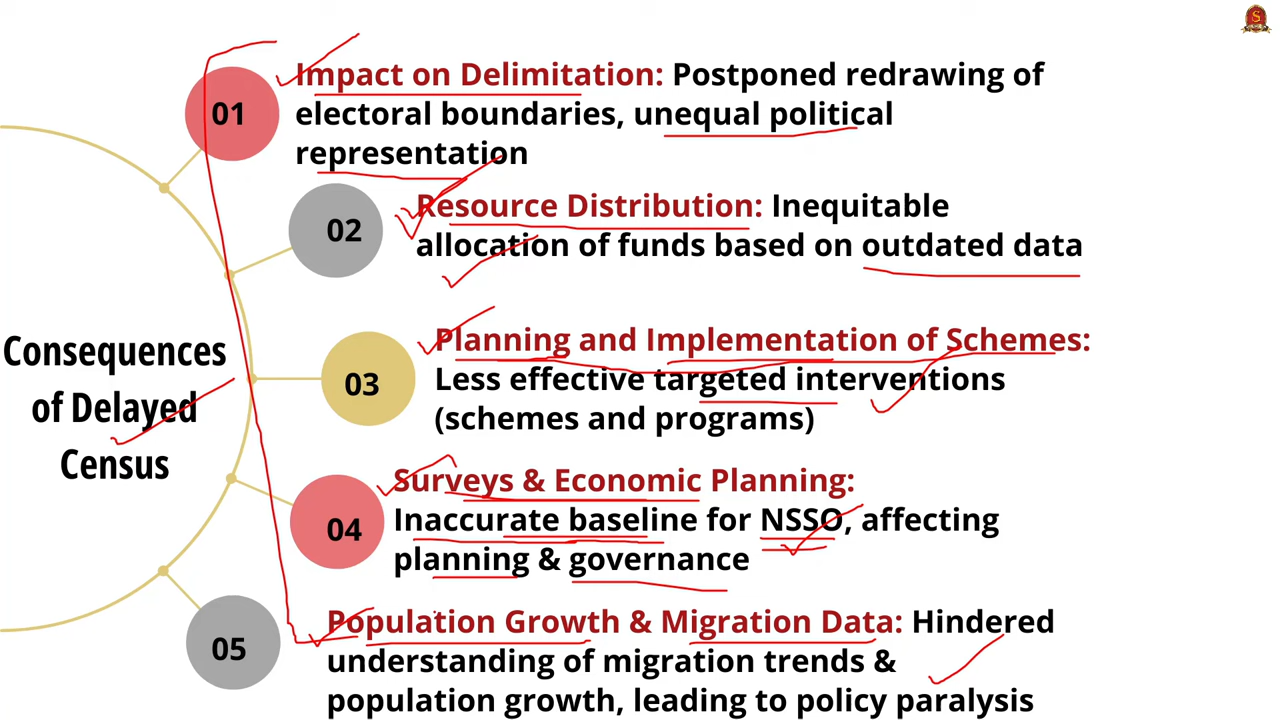 01
Impact on Delimitation: Postponed redrawing of
electoral boundaries, unequal political
representation
02
Resource Distribution: Inequitable
allocation of funds based on outdated data
Consequences
of Delayed
Census
03
Planning and Implementation of Schemes:
Less effective targeted interventions
(schemes and programs)
04
Surveys & Economic Planning:
Inaccurate baseline for NSSO, affecting
planning & governance
05
Population Growth & Migration Data: Hindered
understanding of migration trends &
population growth, leading to policy paralysis